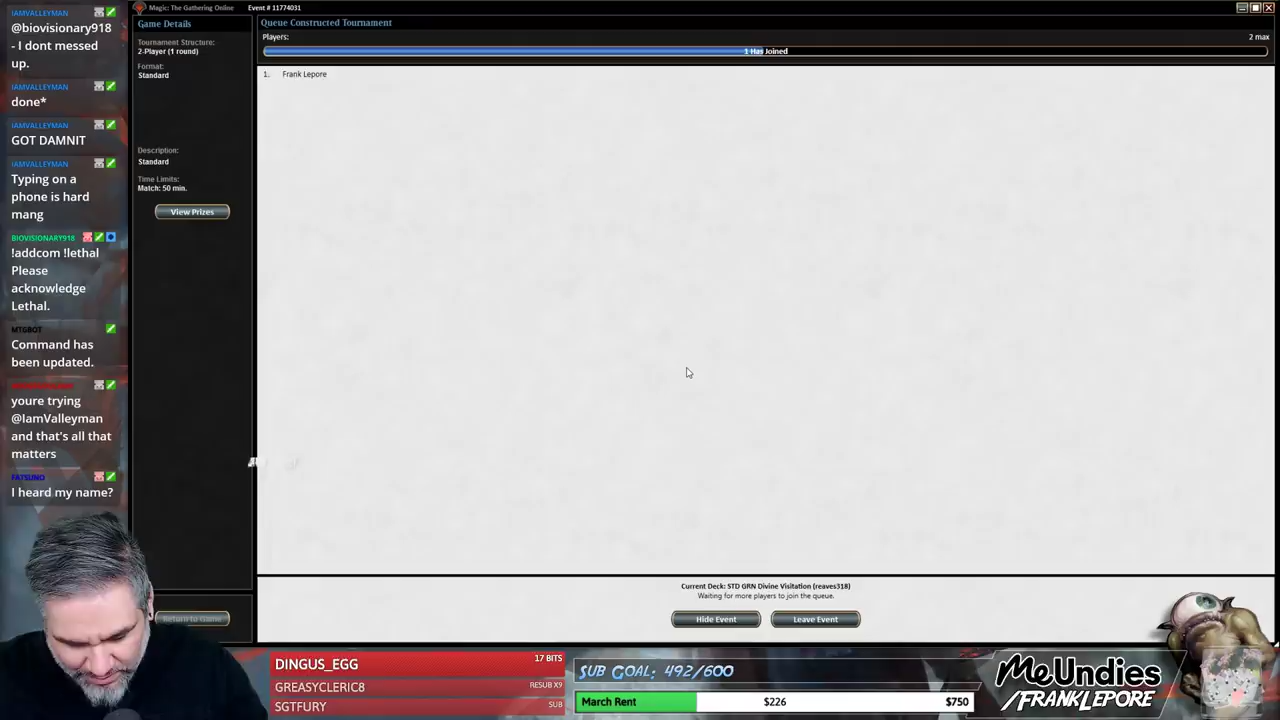 IAMVALLEYMAN
@biovisionary918
- I dont messed
up.
IAMVALLEYMAN
done*
IAMVALLEYMAN
GOT DAMNIT
IAMVALLEYMAN
Typing on a
phone is hard
mang
BIOVISIONARY918
!addcom !lethal
Please
acknowledge
Lethal.
MTGBOT
Command has
been updated.
youre trying
@IamValleyman
and that's all that
matters
FATSUNO
I heard my name?
Magic: The Gathering Online
Event # 11774031
Game Details
Tournament Structure:
2-Player (1 round)
Format:
Standard
Description:
Standard
Time Limits:
Match: 50 min.
View Prizes
Return to Game
Queue Constructed Tournament
Players:
2 max
1 Has Joined
1. Frank Lepore
Current Deck: STD GRN Divine Visitation (reaves318)
Waiting for more players to join the queue.
Hide Event
Leave Event
DINGUS_EGG
17 BITS
GREASYCLERIC8
RESUB X9
SGTFURY
SUB
SUB GOAL: 492/600
March Rent
$226
$750
MeUndies
/FRANKLEPORE